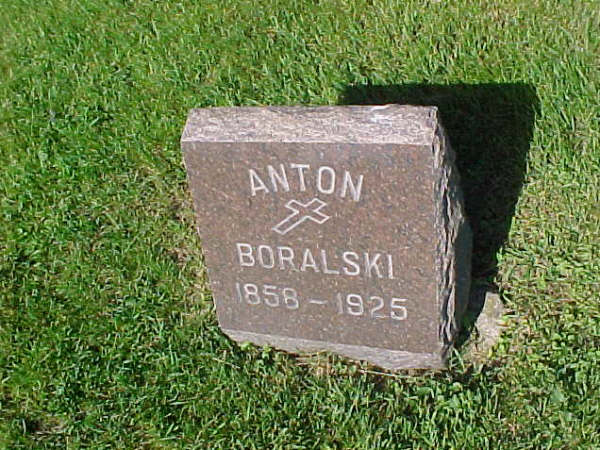 ANTON
BORALSKI
1858 - 1925